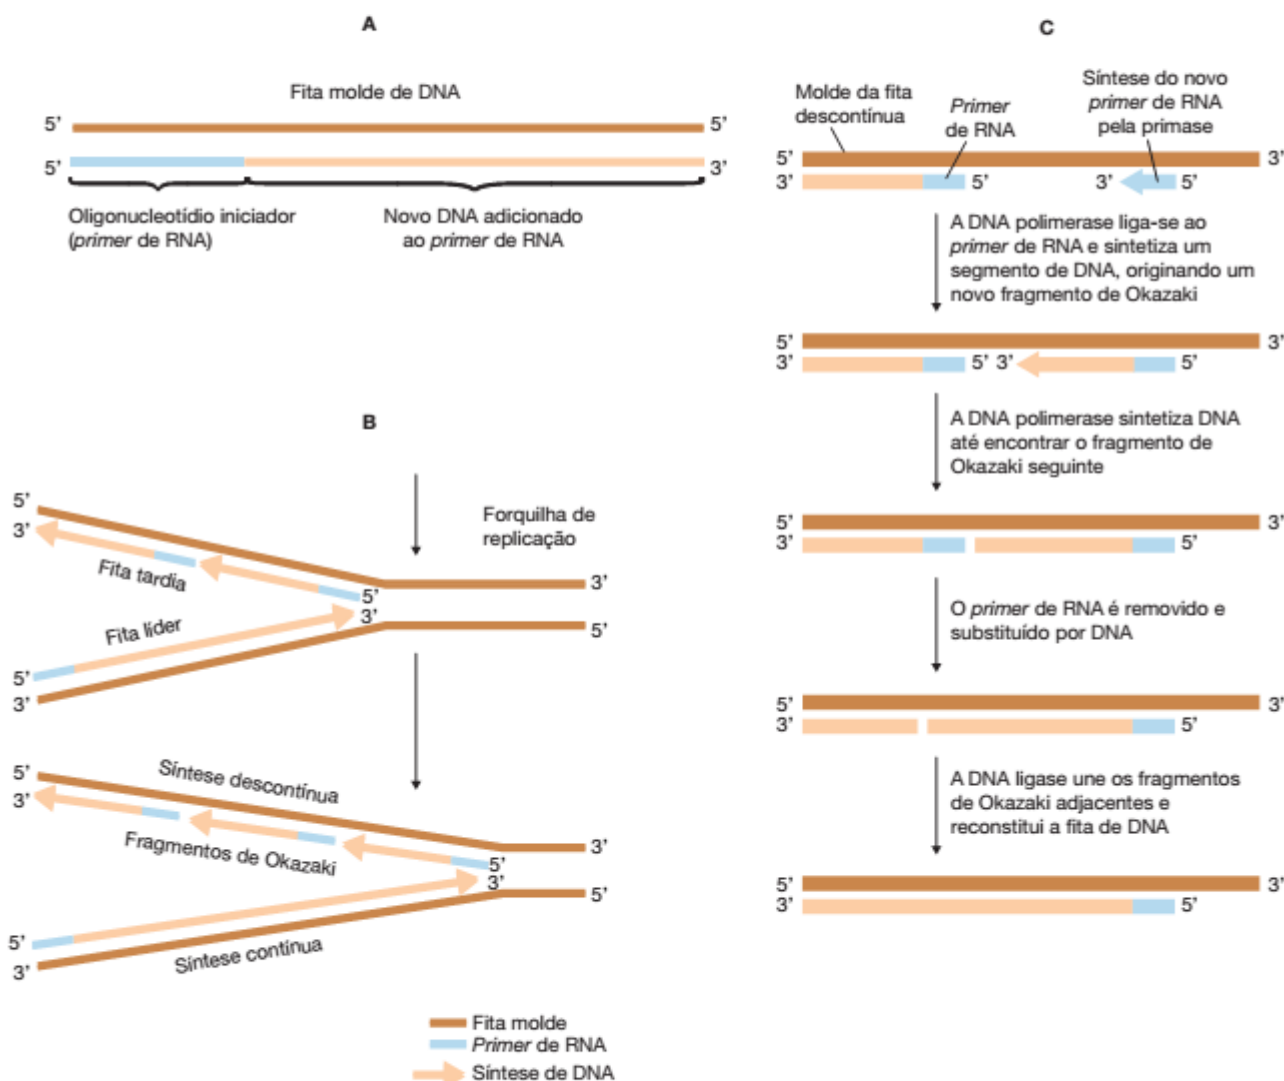 A
Fita molde de DNA
5’ 5’
5’ 3’
Oligonucleotídio iniciador
(primer de RNA)
Novo DNA adicionado
ao primer de RNA
B
Forquilha de
replicação
5’
3’
Fita tardia
3’
5’
3’
Fita líder
5’
5’
3’
5’
Síntese descontínua
3’
3’
Fragmentos de Okazaki
5’
3’
5’
5’
Síntese contínua
3’
Fita molde
Primer de RNA
Síntese de DNA
C
Molde da fita
descontínua
Primer
de RNA
Síntese do novo
primer de RNA
pela primase
5’ 3’
3’ 5’ 3’ 5’
A DNA polimerase liga-se ao
primer de RNA e sintetiza um
segmento de DNA, originando um
novo fragmento de Okazaki
5’ 3’
3’ 5’ 3’ 5’
A DNA polimerase sintetiza DNA
até encontrar o fragmento de
Okazaki seguinte
5’ 3’
3’ 5’
O primer de RNA é removido e
substituído por DNA
5’ 3’
3’ 5’
A DNA ligase une os fragmentos
de Okazaki adjacentes e
reconstitui a fita de DNA
5’ 3’
3’ 5’